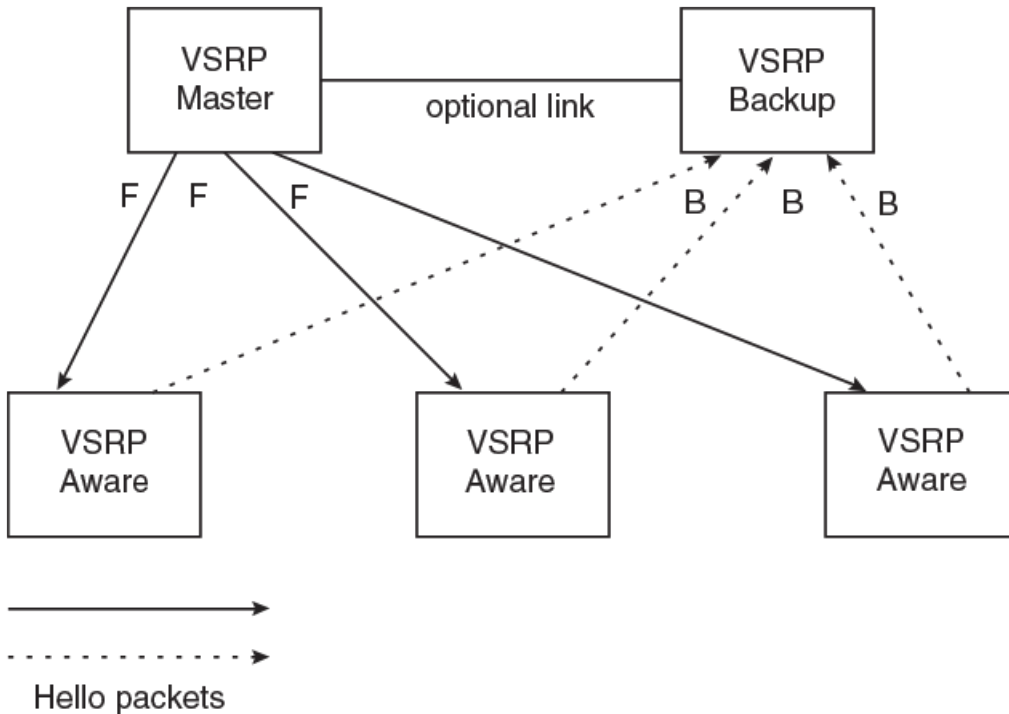 VSRP
Master
VSRP
Backup
optional link
F
F
F
B
B
B
VSRP
Aware
VSRP
Aware
VSRP
Aware
Hello packets